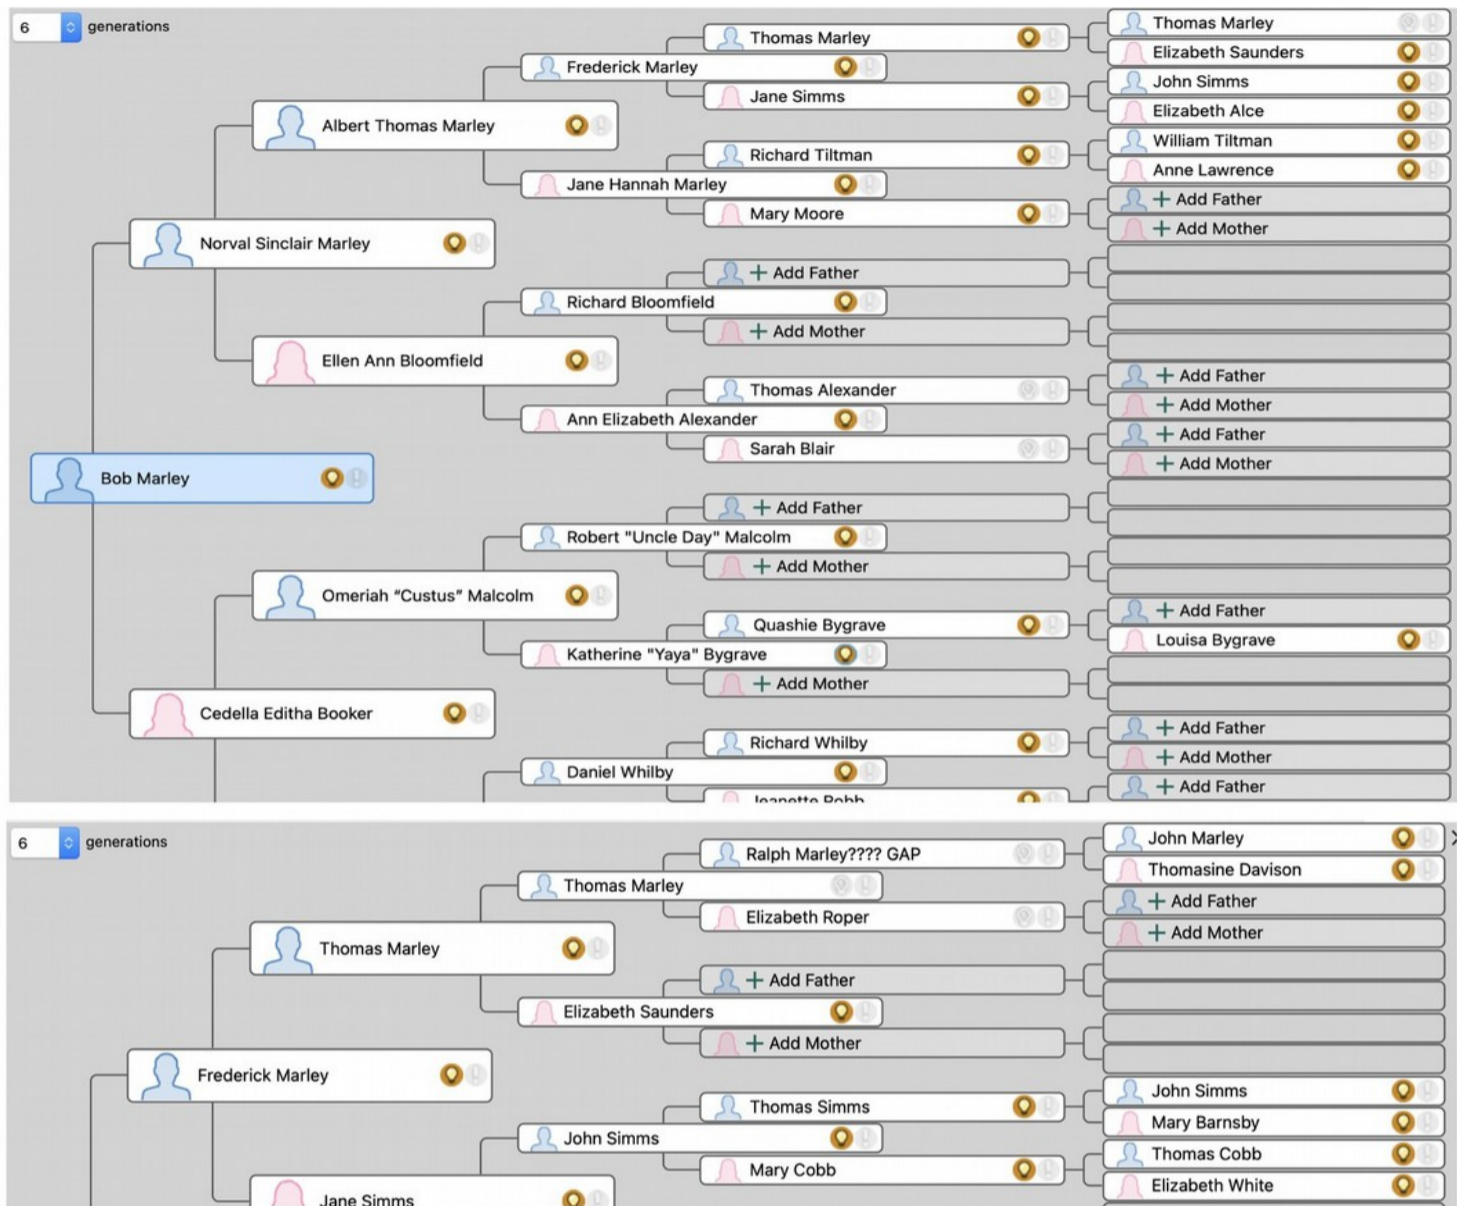 6 generations
Thomas Marley
Thomas Marley
Elizabeth Saunders
Frederick Marley
John Simms
Jane Simms
Elizabeth Alce
Albert Thomas Marley
William Tiltman
Richard Tiltman
Anne Lawrence
Jane Hannah Marley
+ Add Father
Mary Moore
+ Add Mother
Norval Sinclair Marley
+ Add Father
Richard Bloomfield
+ Add Mother
Ellen Ann Bloomfield
+ Add Father
Thomas Alexander
+ Add Mother
Ann Elizabeth Alexander
+ Add Father
Sarah Blair
+ Add Mother
Bob Marley
+ Add Father
Robert "Uncle Day" Malcolm
+ Add Mother
Omeriah “Custus” Malcolm
+ Add Father
Quashie Bygrave
Louisa Bygrave
Katherine "Yaya" Bygrave
+ Add Mother
Cedella Editha Booker
+ Add Father
Richard Whilby
+ Add Mother
Daniel Whilby
+ Add Father
Jeanette Robb
6 generations
John Marley
Ralph Marley???? GAP
Thomasine Davison
Thomas Marley
+ Add Father
Elizabeth Roper
+ Add Mother
Thomas Marley
+ Add Father
Elizabeth Saunders
+ Add Mother
Frederick Marley
John Simms
Thomas Simms
Mary Barnsby
John Simms
Thomas Cobb
Mary Cobb
Elizabeth White
Jane Simms